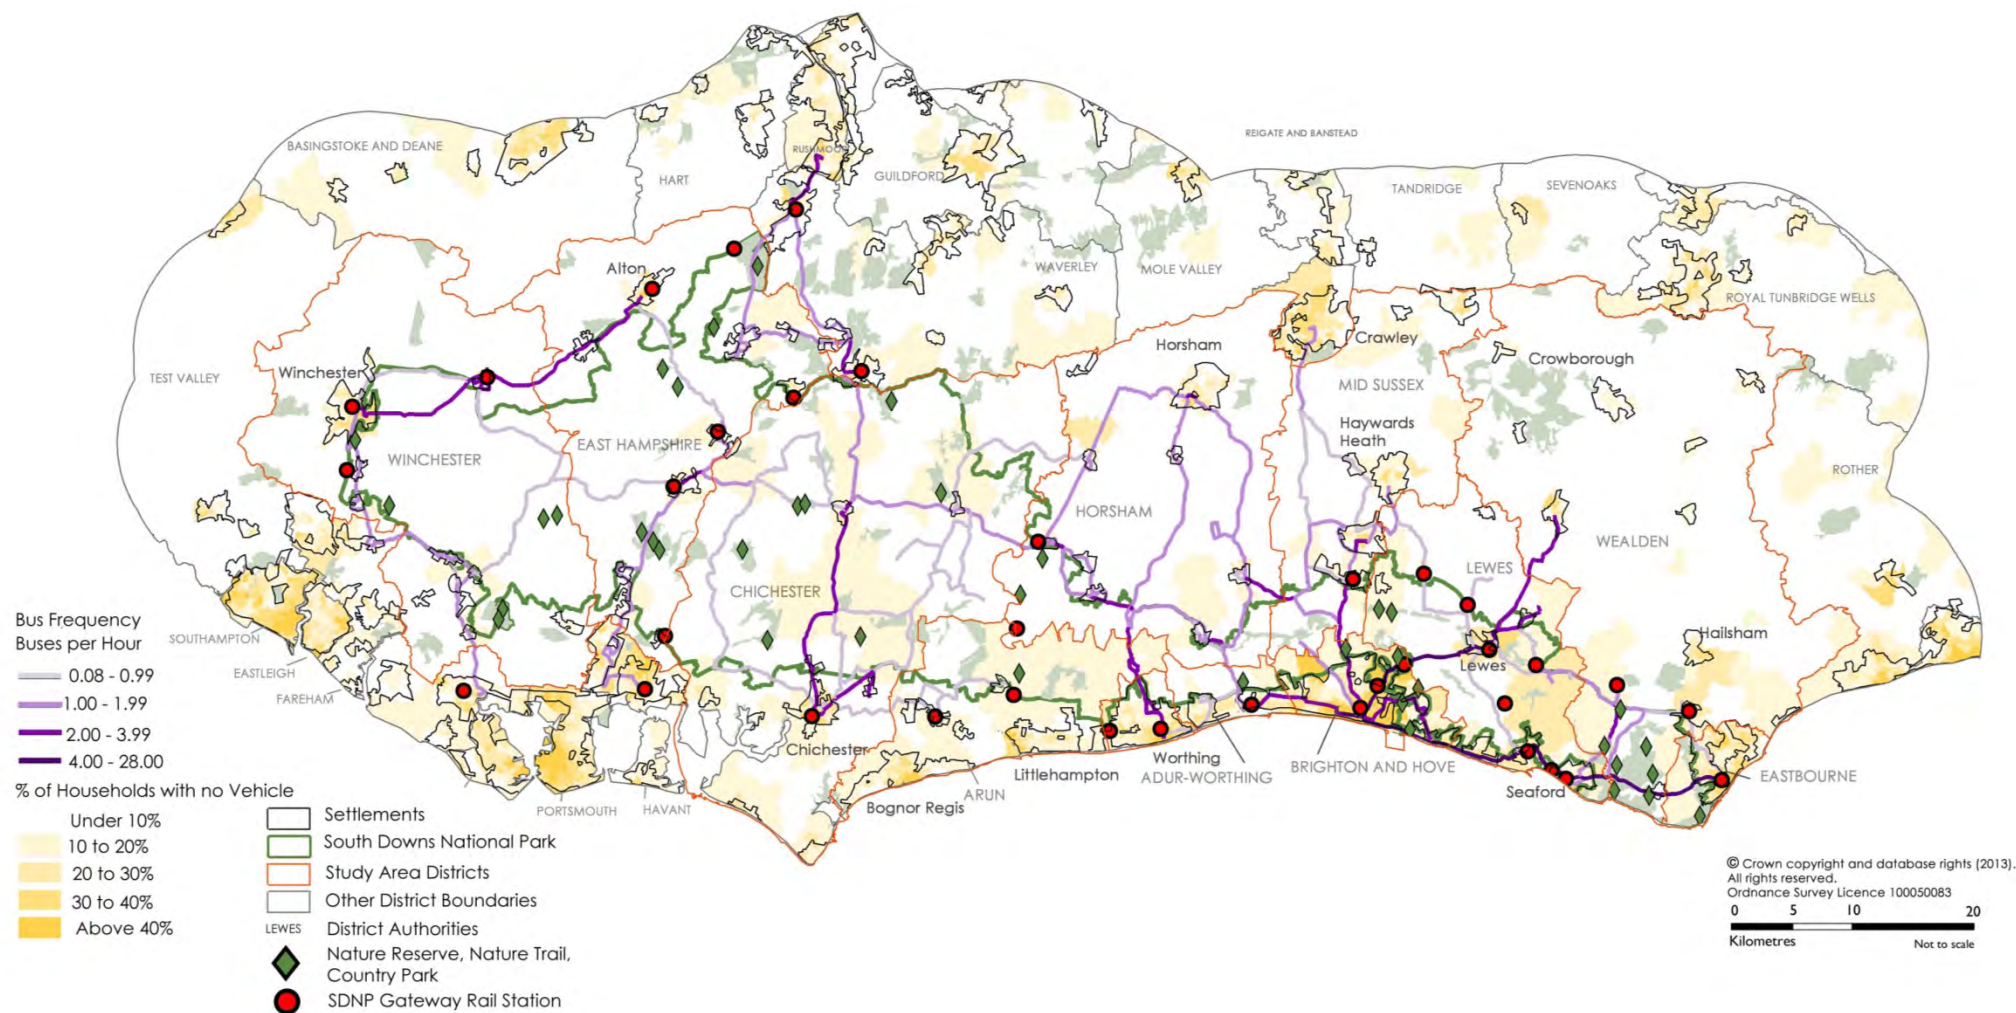 REIGATE AND BANSTEAD
BASINGSTOKE AND DEANE
RUSHMOOR
HART
GUILDFORD
TANDRIDGE
SEVENOAKS
Alton
WAVERLEY
MOLE VALLEY
ROYAL TUNBRIDGE WELLS
Horsham
Crawley
Crowborough
TEST VALLEY
Winchester
MID SUSSEX
Haywards
Heath
EAST HAMPSHIRE
WINCHESTER
ROTHER
HORSHAM
WEALDEN
LEWES
CHICHESTER
Bus Frequency
Buses per Hour
0.08 - 0.99
1.00 - 1.99
2.00 - 3.99
4.00 - 28.00
SOUTHAMPTON
EASTLEIGH
FAREHAM
Hailsham
Lewes
Chichester
Worthing
ADUR-WORTHING
BRIGHTON AND HOVE
Littlehampton
ARUN
Bognor Regis
Seaford
EASTBOURNE
PORTSMOUTH
HAVANT
% of Households with no Vehicle
Under 10%
10 to 20%
20 to 30%
30 to 40%
Above 40%
Settlements
South Downs National Park
Study Area Districts
Other District Boundaries
LEWES District Authorities
Nature Reserve, Nature Trail,
Country Park
SDNP Gateway Rail Station
© Crown copyright and database rights (2013).
All rights reserved.
Ordnance Survey Licence 100050083
0 5 10 20
Kilometres Not to scale